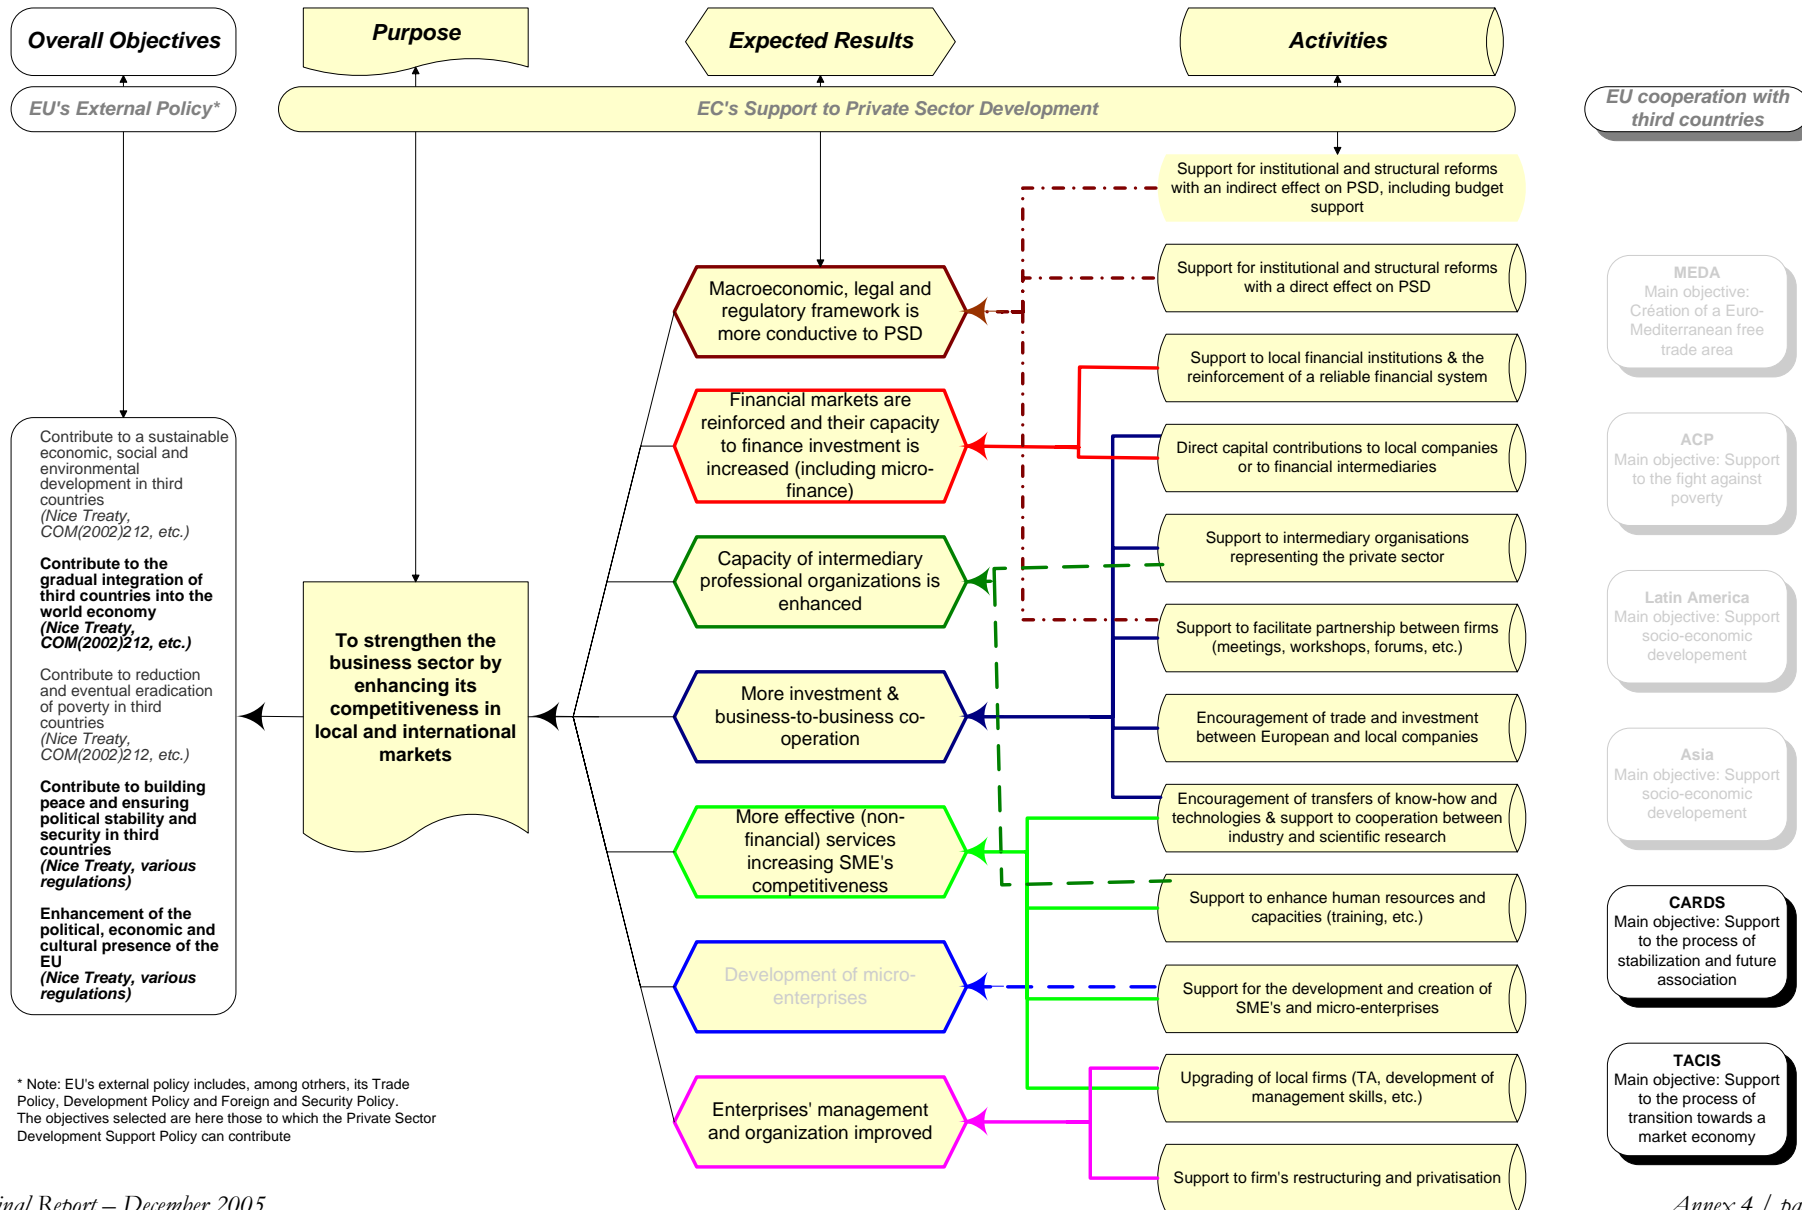 Overall Objectives
Purpose
Expected Results
Activities
EU's External Policy*
EC's Support to Private Sector Development
EU cooperation with
third countries
Contribute to a sustainable
economic, social and
environmental
development in third
countries
(Nice Treaty,
COM(2002)212, etc.)
Contribute to the
gradual integration of
third countries into the
world economy
(Nice Treaty,
COM(2002)212, etc.)
Contribute to reduction
and eventual eradication
of poverty in third
countries
(Nice Treaty,
COM(2002)212, etc.)
Contribute to building
peace and ensuring
political stability and
security in third
countries
(Nice Treaty, various
regulations)
Enhancement of the
political, economic and
cultural presence of the
EU
(Nice Treaty, various
regulations)
To strengthen the
business sector by
enhancing its
competitiveness in
local and international
markets
Macroeconomic, legal and
regulatory framework is
more conductive to PSD
Financial markets are
reinforced and their capacity
to finance investment is
increased (including micro-
finance)
Capacity of intermediary
professional organizations is
enhanced
More investment &
business-to-business co-
operation
More effective (non-
financial) services
increasing SME's
competitiveness
Development of micro-
enterprises
Enterprises' management
and organization improved
Support for institutional and structural reforms
with an indirect effect on PSD, including budget
support
Support for institutional and structural reforms
with a direct effect on PSD
Support to local financial institutions & the
reinforcement of a reliable financial system
Direct capital contributions to local companies
or to financial intermediaries
Support to intermediary organisations
representing the private sector
Support to facilitate partnership between firms
(meetings, workshops, forums, etc.)
Encouragement of trade and investment
between European and local companies
Encouragement of transfers of know-how and
technologies & support to cooperation between
industry and scientific research
Support to enhance human resources and
capacities (training, etc.)
Support for the development and creation of
SME's and micro-enterprises
Upgrading of local firms (TA, development of
management skills, etc.)
Support to firm's restructuring and privatisation
MEDA
Main objective:
Création of a Euro-
Mediterranean free
trade area
ACP
Main objective: Support
to the fight against
poverty
Latin America
Main objective: Support
socio-economic
developement
Asia
Main objective: Support
socio-economic
developement
CARDS
Main objective: Support
to the process of
stabilization and future
association
TACIS
Main objective: Support
to the process of
transition towards a
market economy
* Note: EU's external policy includes, among otrhers, its Trade
Policy, Development Policy and Foreign and Security Policy.
The objectives selected are here those to which the Private Sector
Development Support Policy can contribute
inal Report – December 2005
Annex 4 / pa